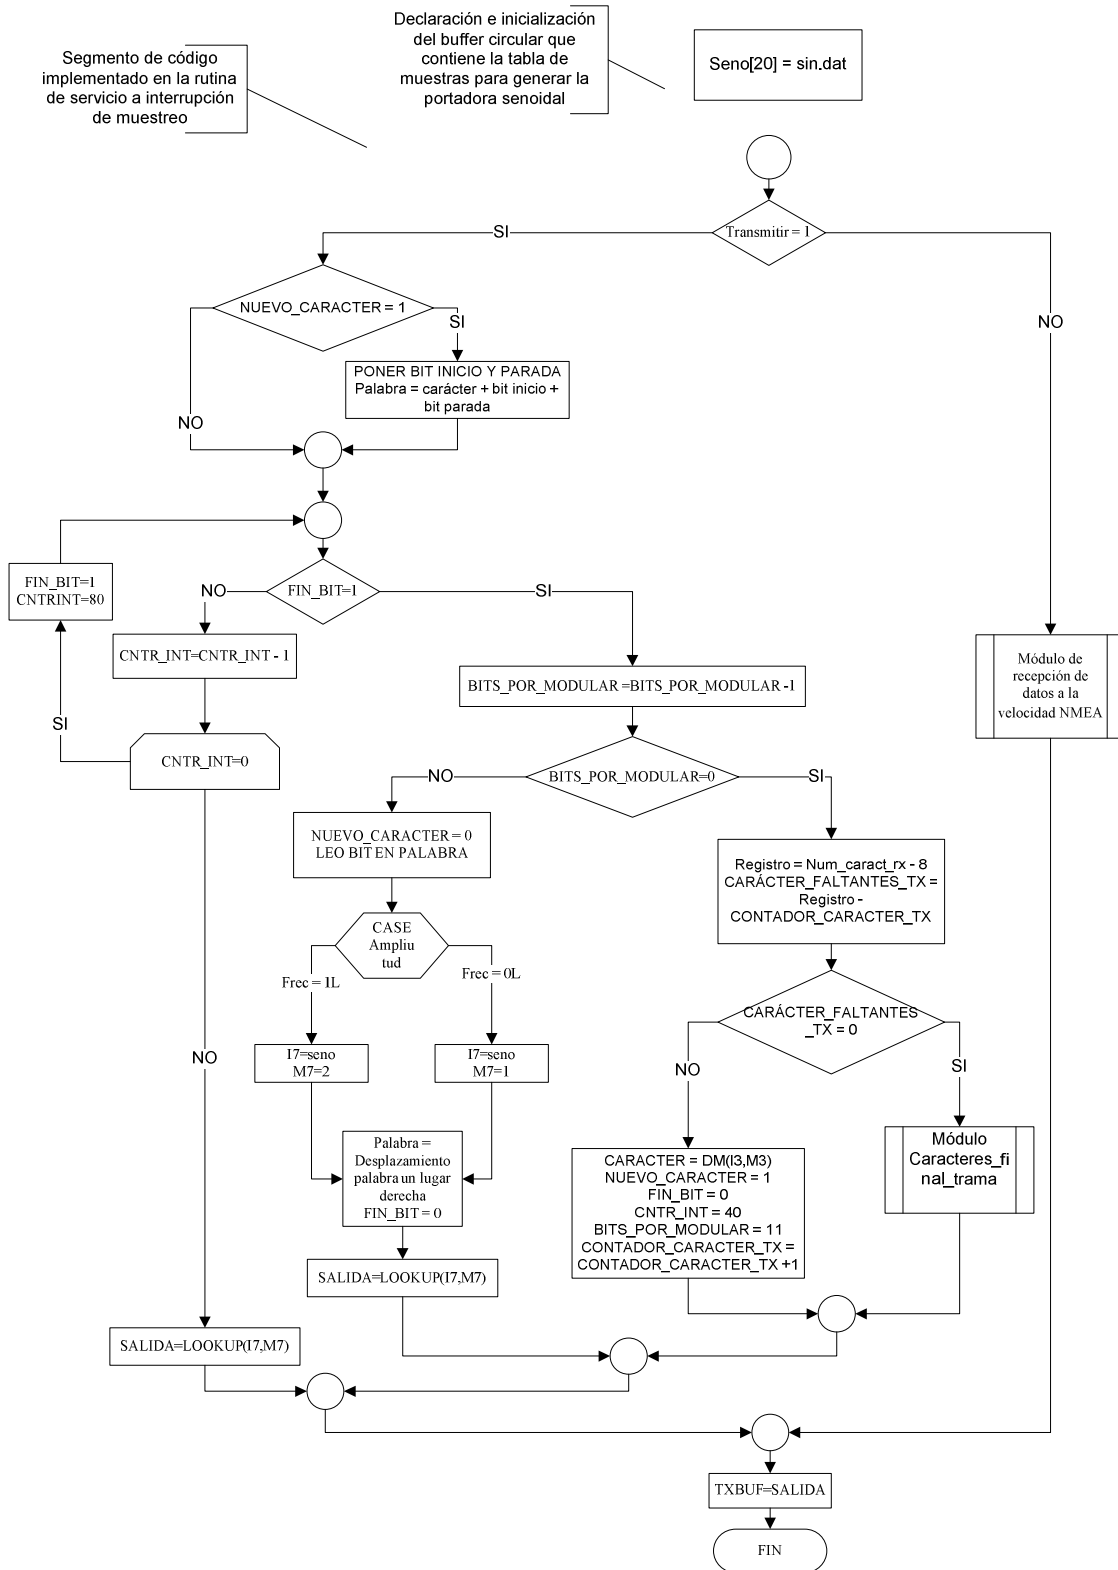 Segmento de código
implementado en la rutina
de servicio a interrupción
de muestreo
Declaración e inicialización
del buffer circular que
contiene la tabla de
muestras para generar la
portadora senoidal
Seno[20] = sin.dat
Transmitir = 1
SI
NO
NUEVO_CARACTER = 1
SI
NO
PONER BIT INICIO Y PARADA
Palabra = carácter + bit inicio +
bit parada
FIN_BIT=1
CNTRINT=80
FIN_BIT=1
NO
SI
CNTR_INT=CNTR_INT - 1
SI
CNTR_INT=0
NO
BITS_POR_MODULAR =BITS_POR_MODULAR -1
Módulo de
recepción de
datos a la
velocidad NMEA
BITS_POR_MODULAR=0
NO
SI
NUEVO_CARACTER = 0
LEO BIT EN PALABRA
Registro = Num_caract_rx - 8
CARÁCTER_FALTANTES_TX =
Registro -
CONTADOR_CARACTER_TX
CASE
Ampliu
tud
Frec = 1L
Frec = 0L
I7=seno
M7=2
I7=seno
M7=1
CARÁCTER_FALTANTES
_TX = 0
NO
SI
Palabra =
Desplazamiento
palabra un lugar
derecha
FIN_BIT = 0
CARACTER = DM(I3,M3)
NUEVO_CARACTER = 1
FIN_BIT = 0
CNTR_INT = 40
BITS_POR_MODULAR = 11
CONTADOR_CARACTER_TX =
CONTADOR_CARACTER_TX +1
Módulo
Caracteres_fi
nal_trama
SALIDA=LOOKUP(I7,M7)
SALIDA=LOOKUP(I7,M7)
TXBUF=SALIDA
FIN